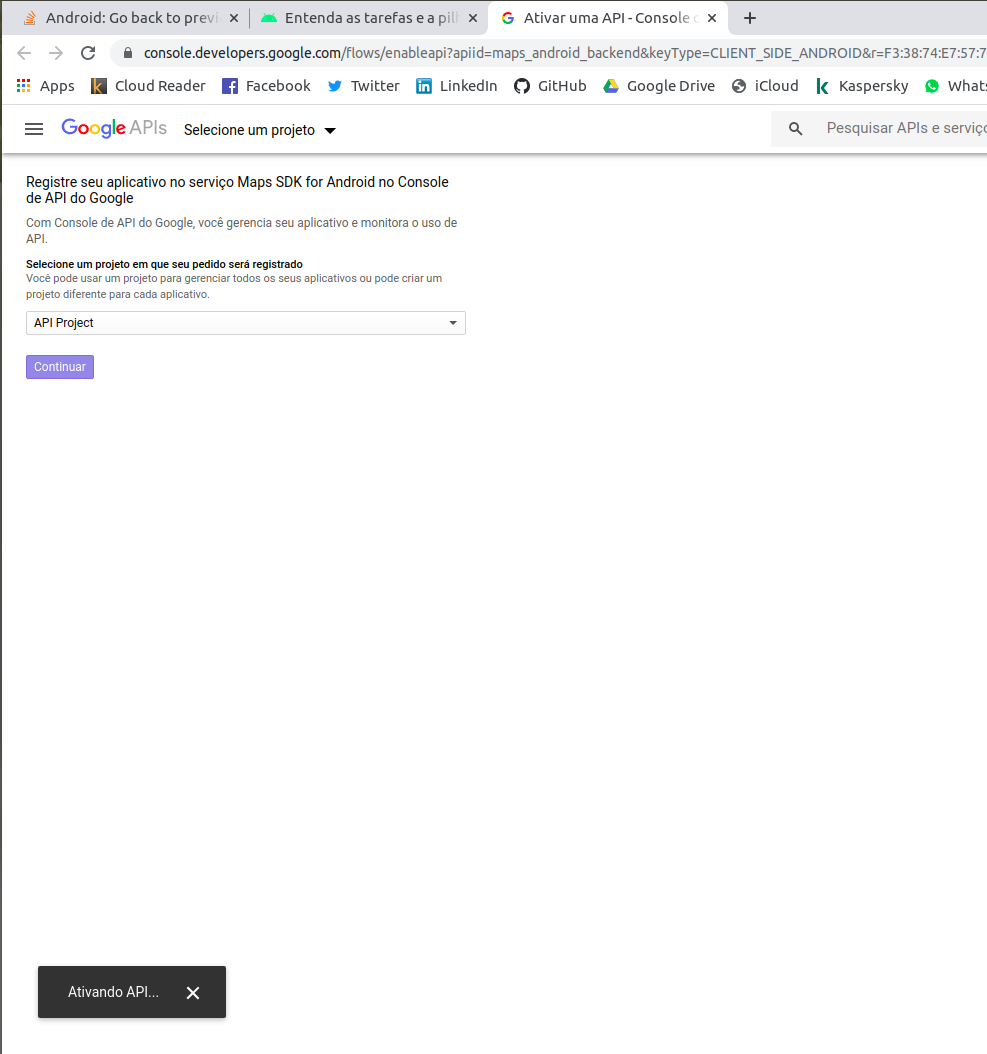 Android: Go back to previ
Entenda as tarefas e a pil
Ativar uma API - Console
console.developers.google.com/flows/enableapi?apiid=maps_android_backend&keyType=CLIENT_SIDE_ANDROID&r=F3:38:74:E7:57:7
Apps Cloud Reader Facebook Twitter LinkedIn GitHub Google Drive iCloud Kaspersky Whats
Google APIs Selecione um projeto Pesquisar APIs e serviço
Registre seu aplicativo no serviço Maps SDK for Android no Console
de API do Google
Com Console de API do Google, você gerencia seu aplicativo e monitora o uso de
API.
Selecione um projeto em que seu pedido será registrado
Você pode usar um projeto para gerenciar todos os seus aplicativos ou pode criar um
projeto diferente para cada aplicativo.
API Project
Continuar
Ativando API...